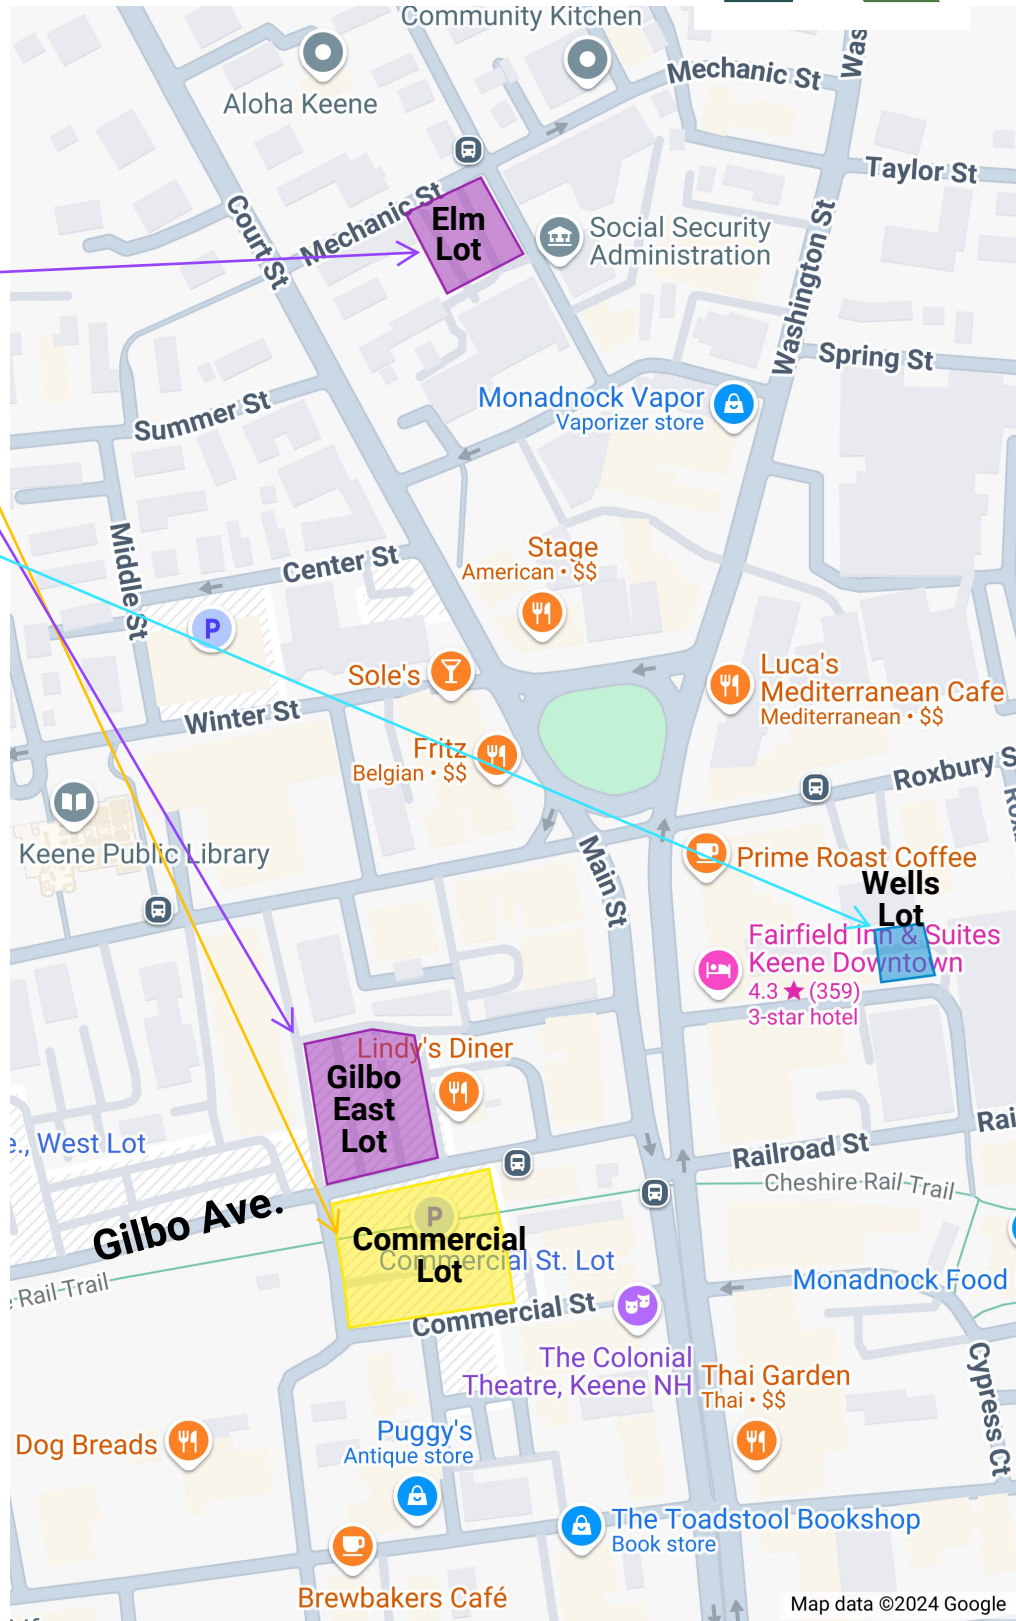 Community Kitchen
Was
Mechanic St
Aloha Keene
Taylor St
Mechanic St
Elm
Lot
Court St
Social Security
Administration
Washington St
Spring St
Monadnock Vapor
Vaporizer store
Summer St
Middle St
Center St
Stage
American • $$
P
Sole's
Luca's
Mediterranean Cafe
Mediterranean • $$
Winter St
Fritz
Belgian • $$
Roxbury S
Rox
Keene Public Library
Main St
Prime Roast Coffee
Wells
Lot
Fairfield Inn & Suites
Keene Downtown
4.3 ★ (359)
3-star hotel
Lindy's Diner
Gilbo
East
Lot
e., West Lot
Railroad St
Rai
Cheshire Rail Trail
Gilbo Ave.
P
Commercial
Lot
Commercial St. Lot
e Rail Trail
Monadnock Food
Commercial St
The Colonial
Theatre, Keene NH
Thai Garden
Thai • $$
Cypress Ct
Dog Breads
Puggy's
Antique store
The Toadstool Bookshop
Book store
Brewbakers Café
Map data ©2024 Google